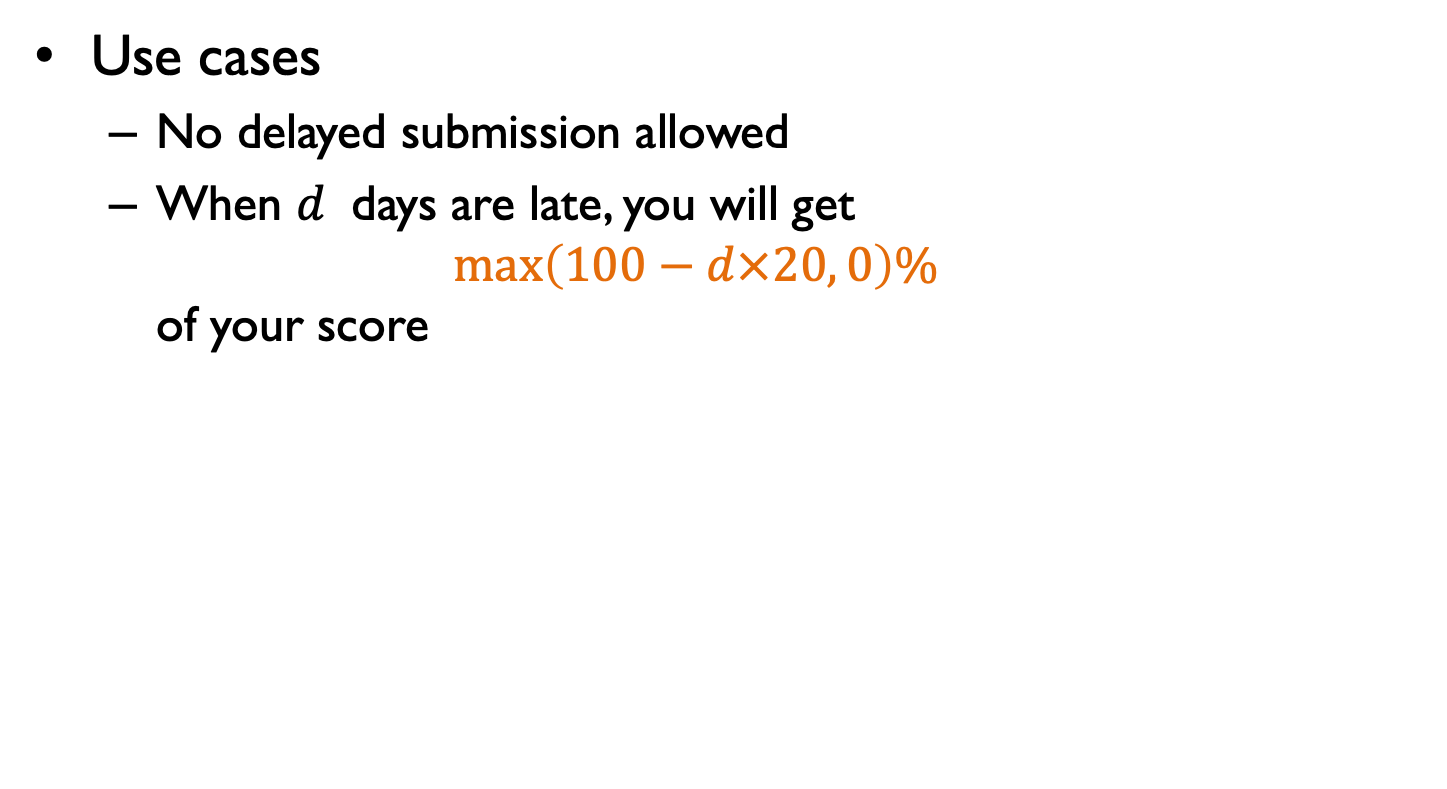 • Use cases
– No delayed submission allowed
– When d days are late, you will get
max(100 − d×20, 0)%
of your score